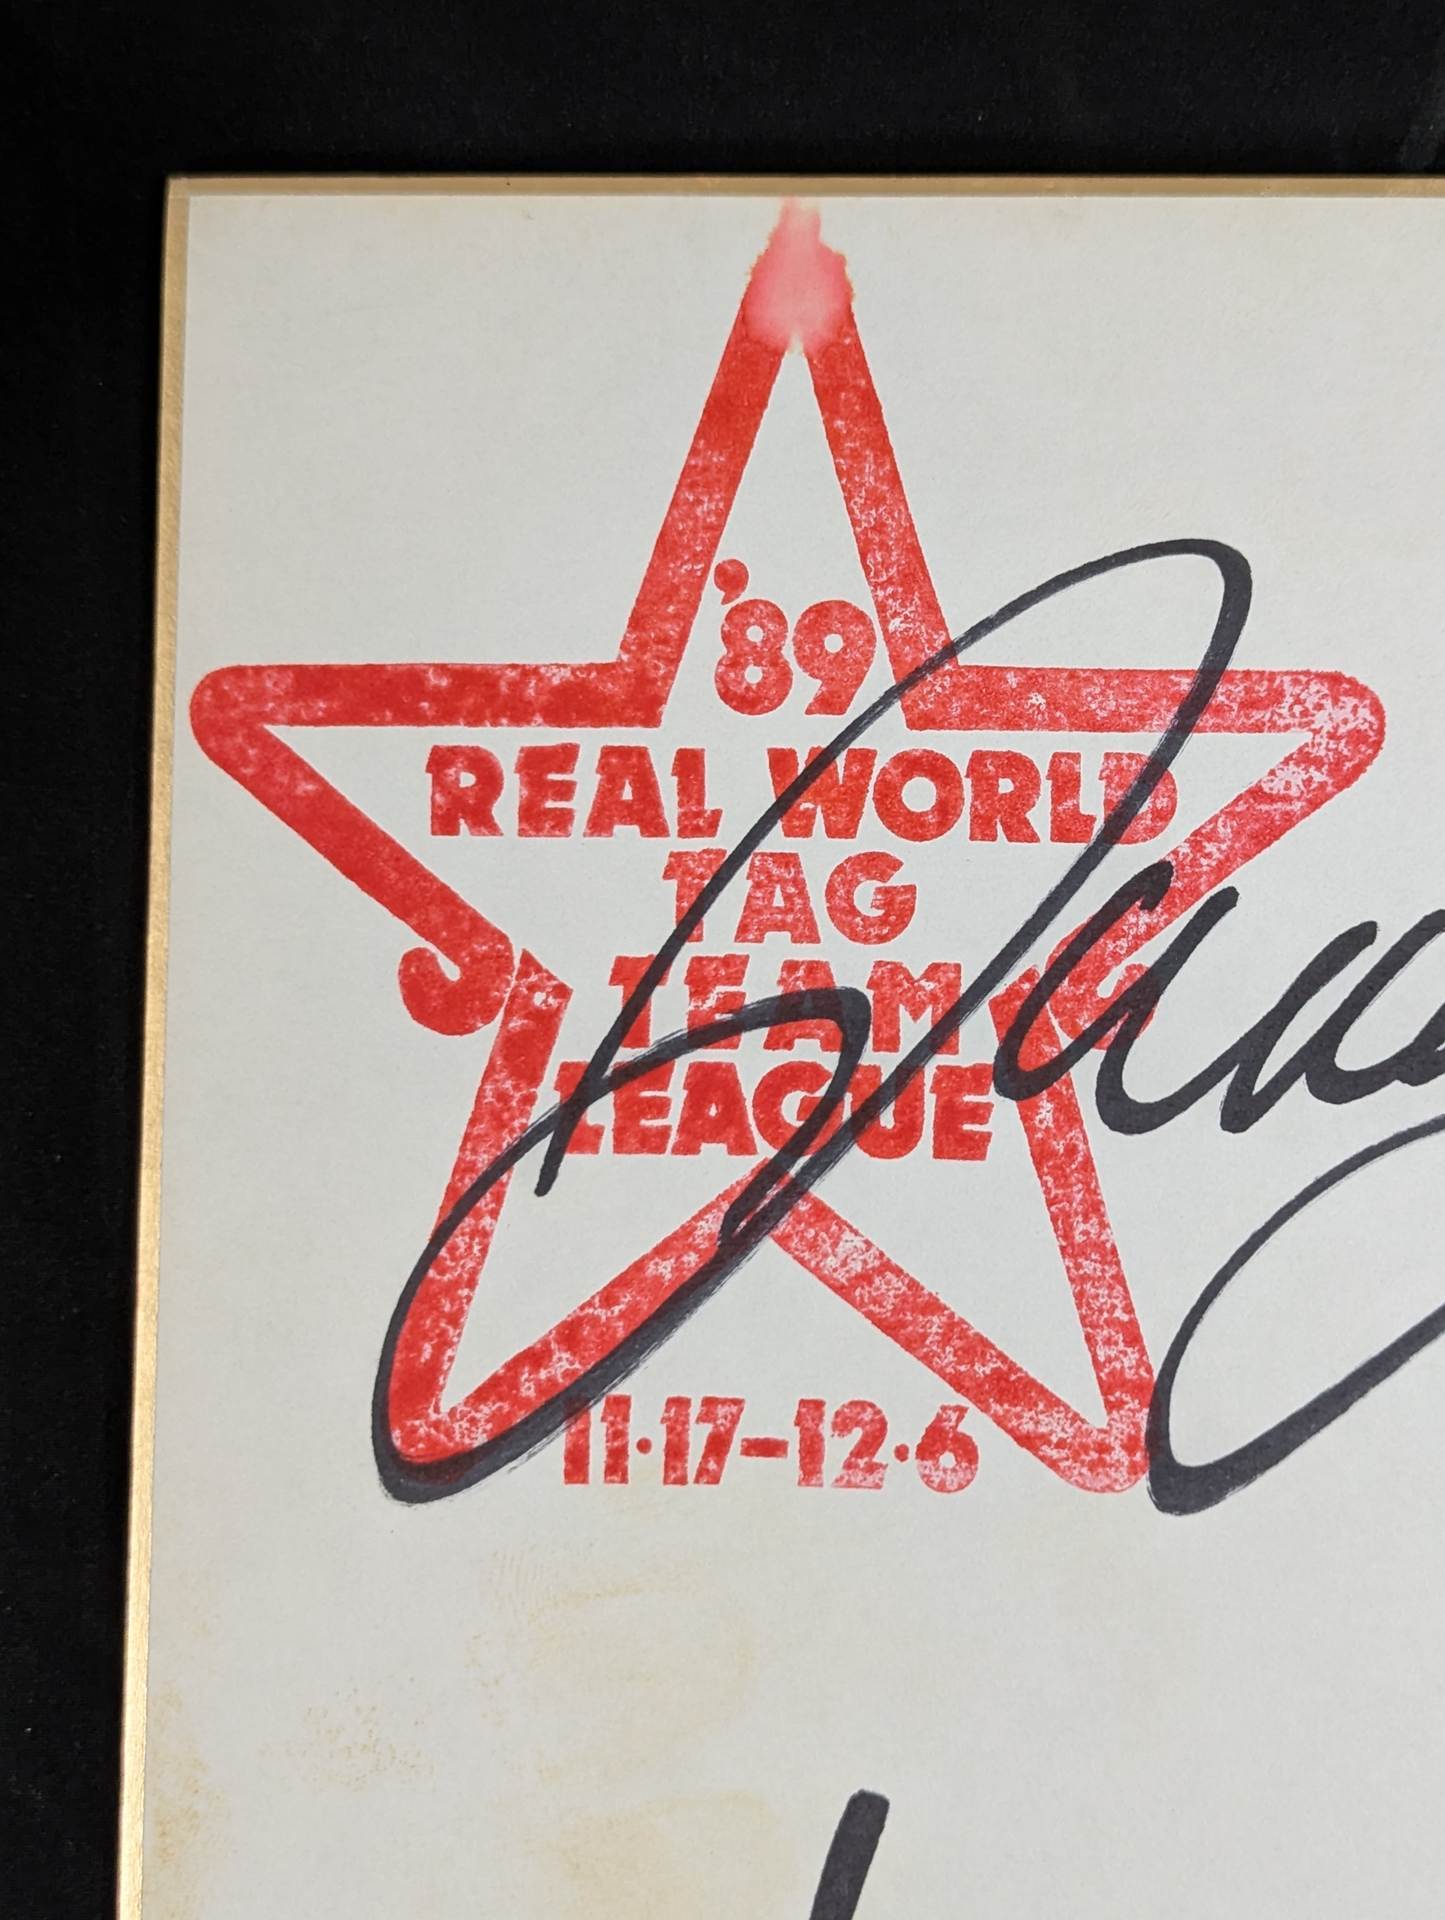 '89
REAL WORLD
TAG
TEAM
LEAGUE
11·17-12·6